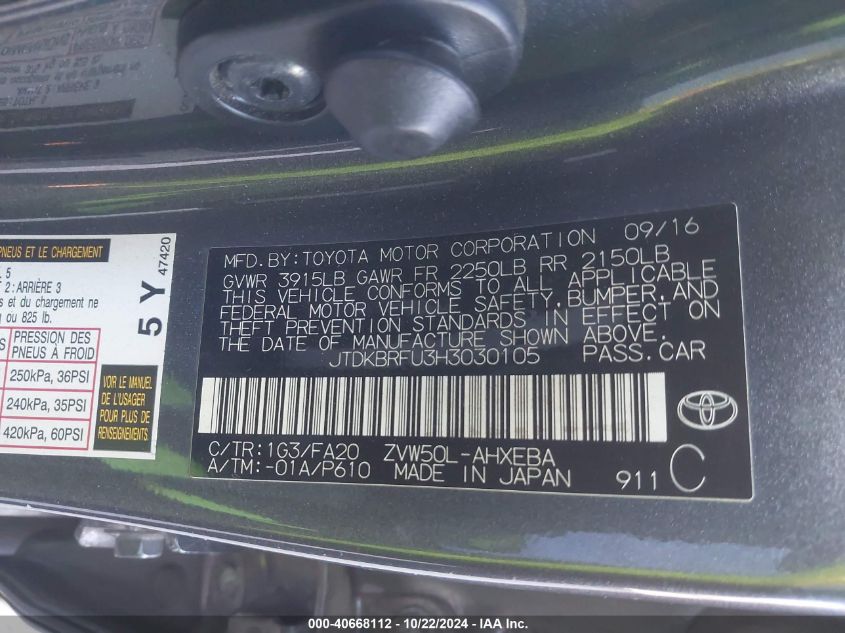 PNEUS ET LE CHARGEMENT
5
2 : ARRIÈRE 3
s et du chargement ne
ou 825 lb.
PRESSION DES
PNEUS À FROID
250kPa, 36PSI
240kPa, 35PSI
420kPa, 60PSI
VOIR LE MANUEL
DE L'USAGER
POUR PLUS DE
RENSEIGNEMENTS
5 Y
47420
MFD. BY: TOYOTA MOTOR CORPORATION 09/16
GVWR 3915LB GAWR FR 2250LB RR 2150LB
THIS VEHICLE CONFORMS TO ALL APPLICABLE
FEDERAL MOTOR VEHICLE SAFETY, BUMPER, AND
THEFT PREVENTION STANDARDS IN EFFECT ON
THE DATE OF MANUFACTURE SHOWN ABOVE.
JTDKBRFU3H3030105 PASS. CAR
C/TR: 1G3/FA20 ZVW50L-AHXEBA
A/TM: -01A/P610 MADE IN JAPAN 911 C
000-40668112 - 10/22/2024 - IAA Inc.